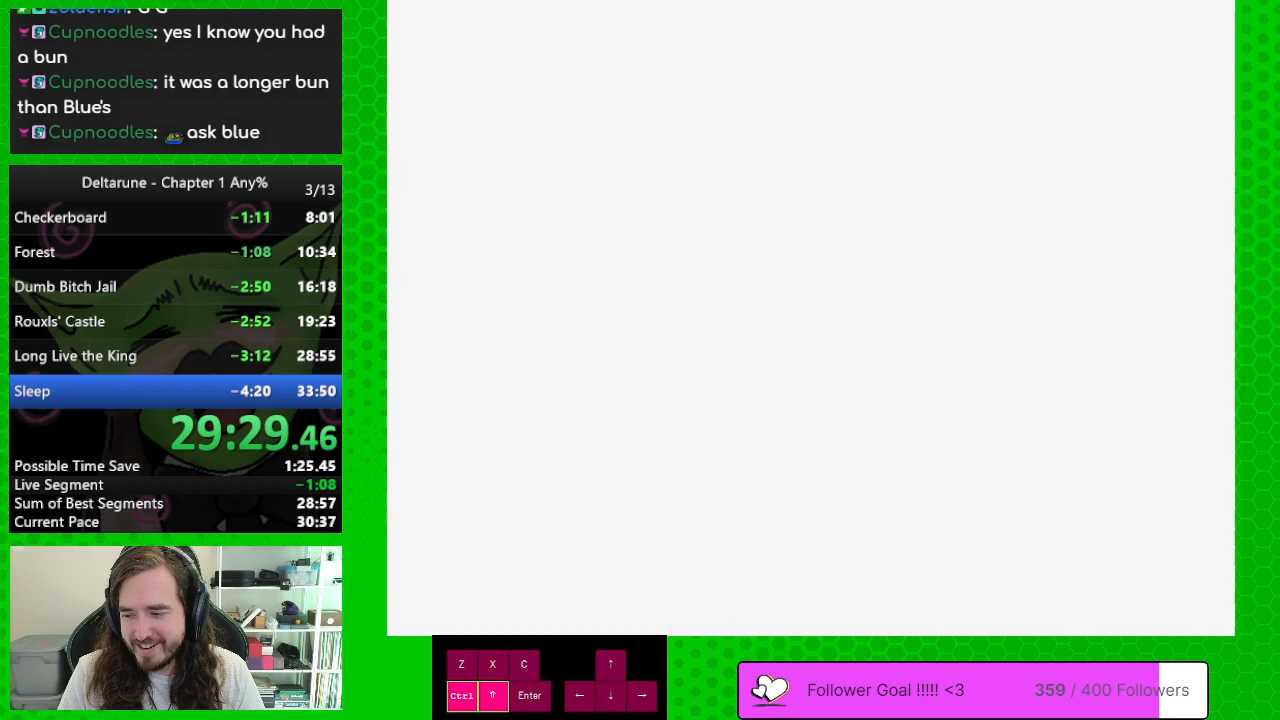 Cupnoodles: yes I know you had
a bun
Cupnoodles: it was a longer bun
than Blue's
Cupnoodles: ask blue
Deltarune - Chapter 1 Any%
3/13
Checkerboard -1:11 8:01
Forest -1:08 10:34
Dumb Bitch Jail -2:50 16:18
Rouxls' Castle -2:52 19:23
Long Live the King -3:12 28:55
Sleep -4:20 33:50
29:29.46
Possible Time Save 1:25.45
Live Segment -1:08
Sum of Best Segments 28:57
Current Pace 30:37
Z X C ↑
Ctrl ⇑ Enter ← ↓ →
Follower Goal !!!!! <3 359 / 400 Followers